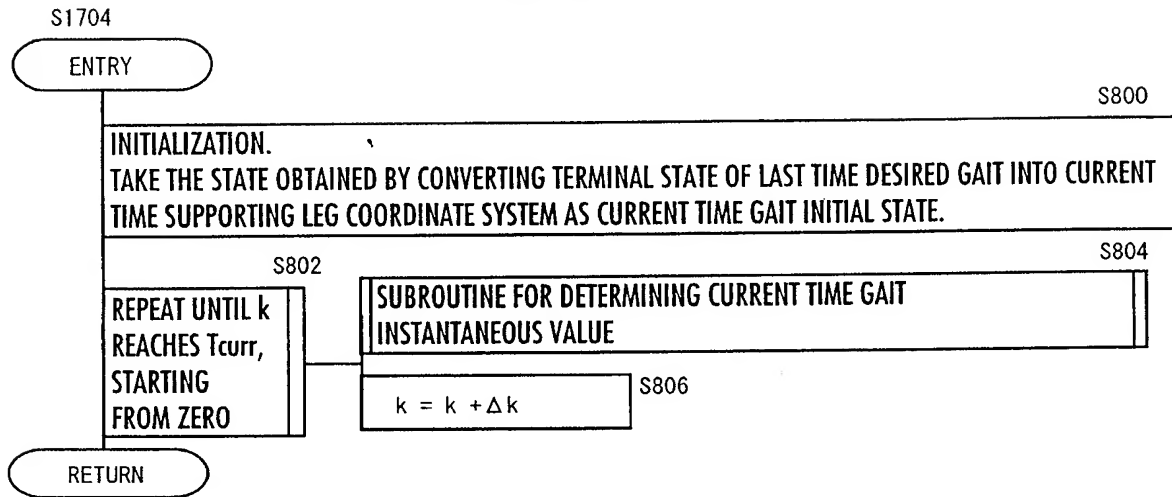 S1704
ENTRY
S800
INITIALIZATION.
TAKE THE STATE OBTAINED BY CONVERTING TERMINAL STATE OF LAST TIME DESIRED GAIT INTO CURRENT
TIME SUPPORTING LEG COORDINATE SYSTEM AS CURRENT TIME GAIT INITIAL STATE.
S802
REPEAT UNTIL k
REACHES Tcurr,
STARTING
FROM ZERO
S804
SUBROUTINE FOR DETERMINING CURRENT TIME GAIT
INSTANTANEOUS VALUE
S806
k = k +Δk
RETURN